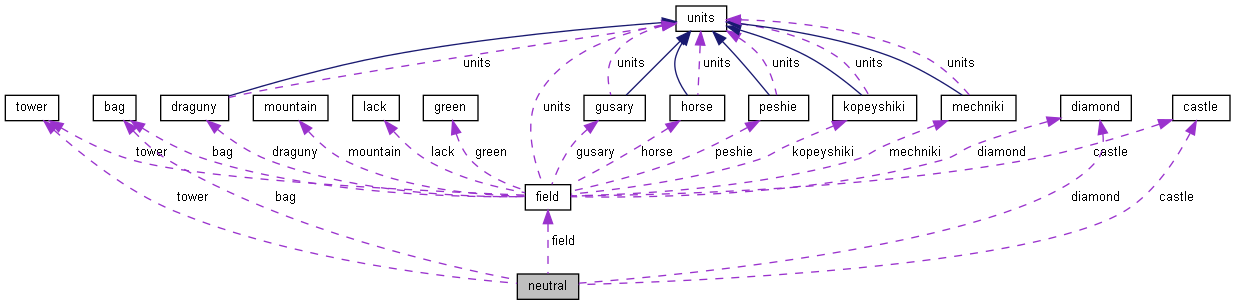 units
units
units
units
units
units
units
units
tower
bag
draguny
mountain
lack
green
gusary
horse
peshie
kopeyshiki
mechniki
diamond
castle
tower
bag
draguny
mountain
lack
green
gusary
horse
peshie
kopeyshiki
mechniki
diamond
castle
field
tower
bag
diamond
castle
field
neutral